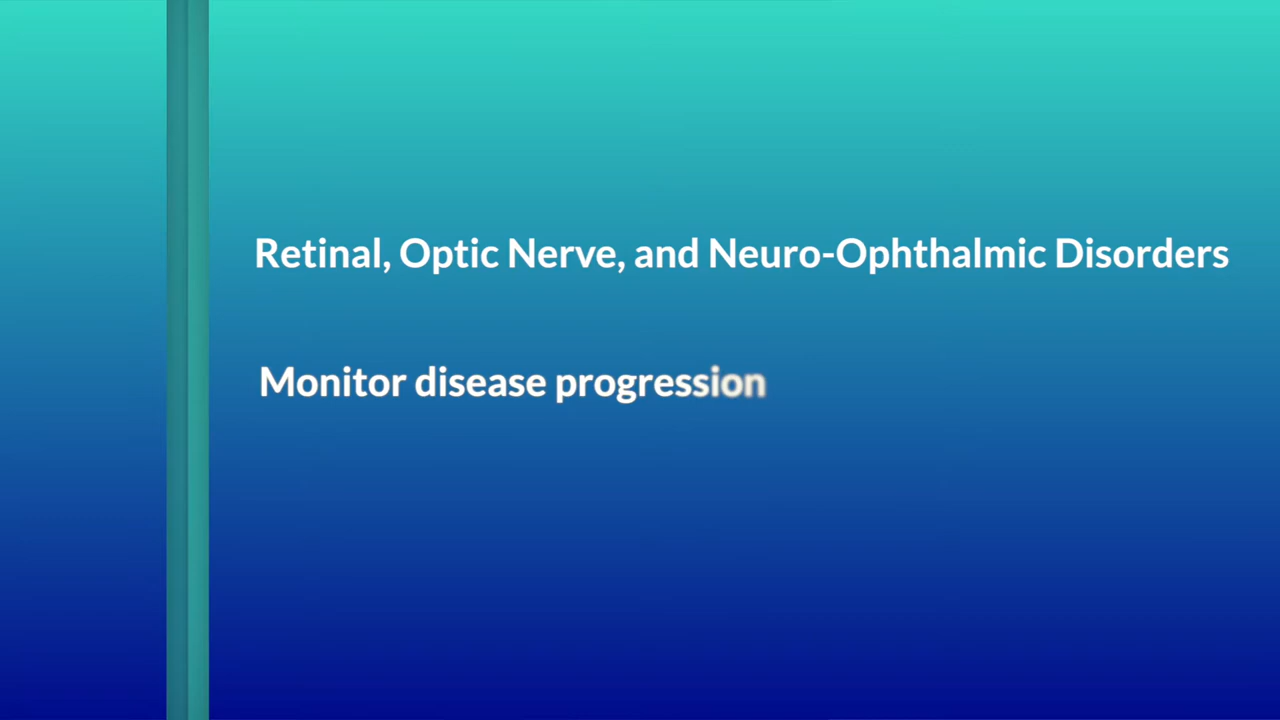 Retinal, Optic Nerve, and Neuro-Ophthalmic Disorders
Monitor disease progression